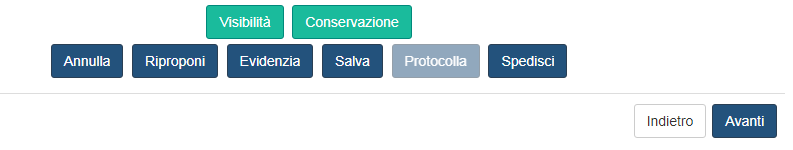 Visibilità Conservazione
Annulla Riproponi Evidenzia Salva Protocolla Spedisci
Indietro Avanti